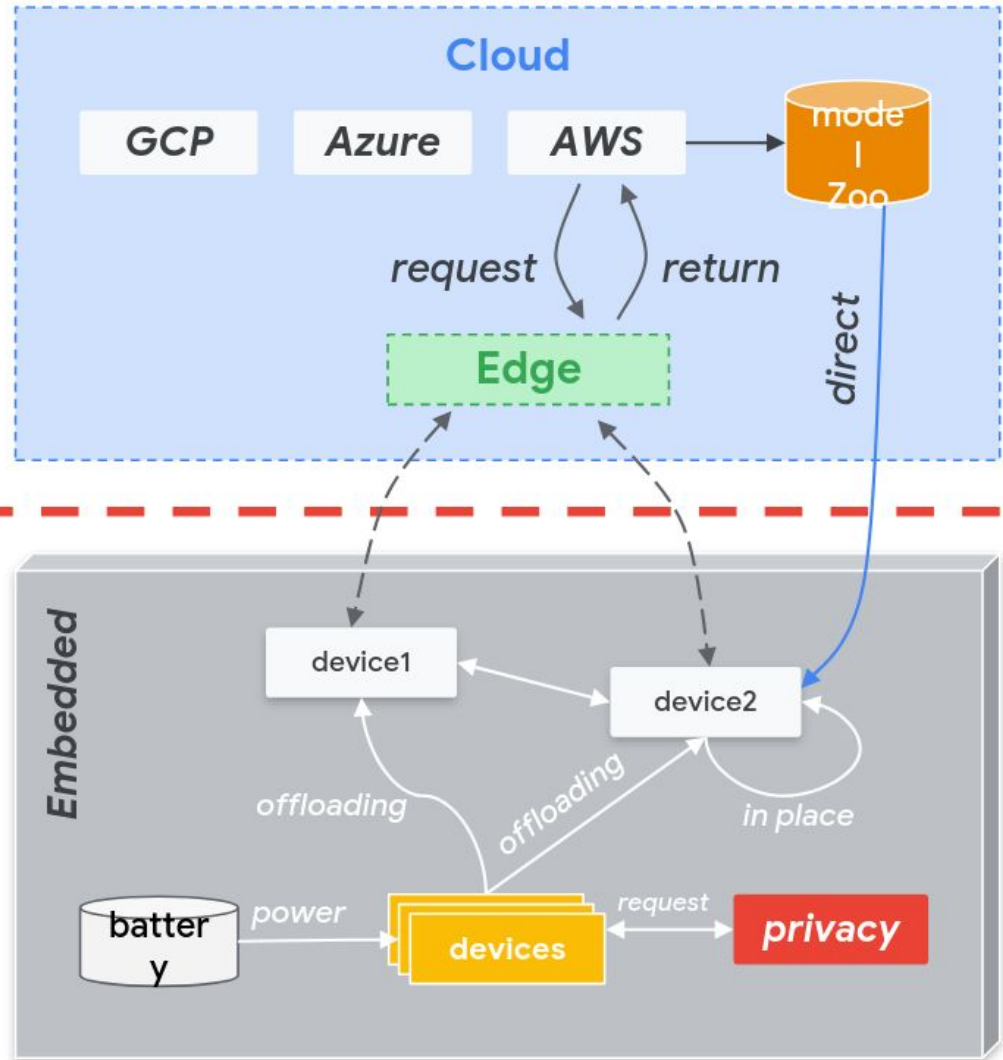 Cloud
GCP
Azure
AWS
mode
l
Zoo
request
return
direct
Edge
Embedded
device1
device2
offloading
offloading
in place
batter
y
power
devices
request
privacy